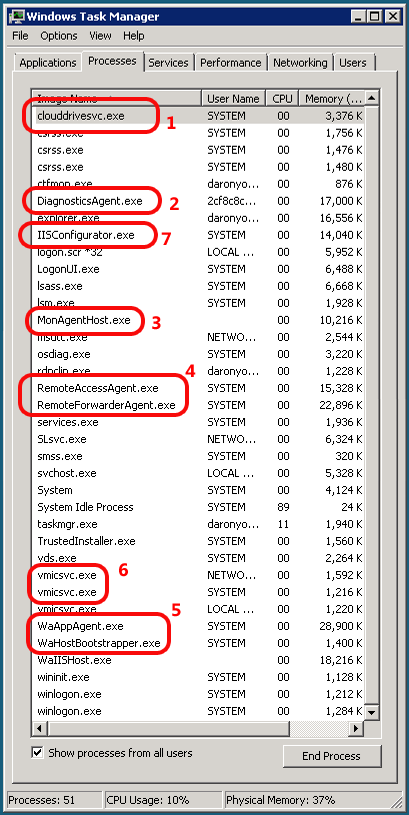 Windows Task Manager
File Options View Help
Applications Processes Services Performance Networking Users
Image Name User Name CPU Memory (...
clouddrivesvc.exe SYSTEM 00 3,376 K
1
csrss.exe SYSTEM 00 1,756 K
csrss.exe SYSTEM 00 1,476 K
csrss.exe SYSTEM 00 1,480 K
ctfmon.exe daronyo... 00 876 K
DiagnosticsAgent.exe 2cf8c8c... 00 17,000 K
2
explorer.exe daronyo... 00 16,556 K
IISConfigurator.exe SYSTEM 00 14,040 K
7
logon.scr *32 LOCAL ... 00 5,952 K
LogonUI.exe SYSTEM 00 6,488 K
lsass.exe SYSTEM 00 6,668 K
lsm.exe SYSTEM 00 1,928 K
MonAgentHost.exe 00 10,216 K
3
msdtc.exe NETWO... 00 2,544 K
osdiag.exe SYSTEM 00 3,220 K
rdpclip.exe daronyo... 00 1,228 K
4
RemoteAccessAgent.exe SYSTEM 00 15,328 K
RemoteForwarderAgent.exe SYSTEM 00 22,896 K
services.exe SYSTEM 00 1,936 K
SLsvc.exe NETWO... 00 6,324 K
smss.exe SYSTEM 00 320 K
svchost.exe LOCAL ... 00 5,328 K
System SYSTEM 00 4,124 K
System Idle Process SYSTEM 89 24 K
taskmgr.exe daronyo... 11 1,940 K
TrustedInstaller.exe SYSTEM 00 1,560 K
vds.exe SYSTEM 00 2,264 K
6
vmicsvc.exe NETWO... 00 1,592 K
vmicsvc.exe SYSTEM 00 1,216 K
vmicsvc.exe LOCAL ... 00 1,220 K
5
WaAppAgent.exe SYSTEM 00 28,900 K
WaHostBootstrapper.exe SYSTEM 00 1,400 K
WaIISHost.exe 00 18,216 K
wininit.exe SYSTEM 00 1,128 K
winlogon.exe SYSTEM 00 1,212 K
winlogon.exe SYSTEM 00 1,284 K
Show processes from all users End Process
Processes: 51 CPU Usage: 10% Physical Memory: 37%